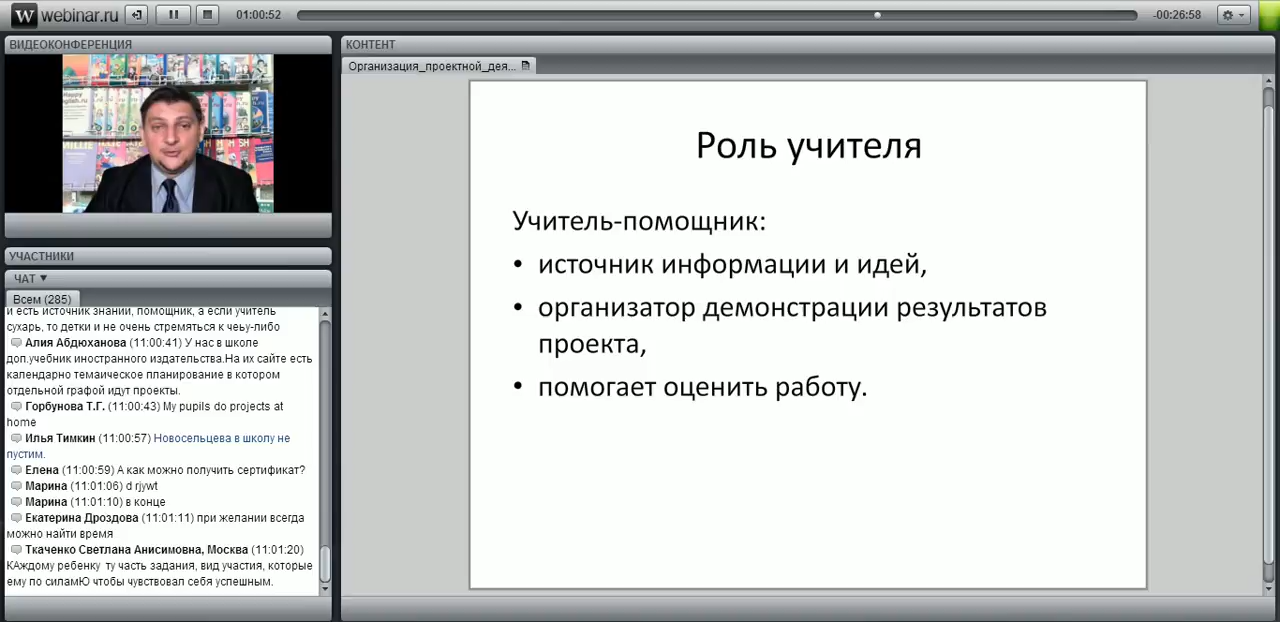 webinar.ru
01:00:52
-00:26:58
ВИДЕОКОНФЕРЕНЦИЯ
УЧАСТНИКИ
ЧАТ
Всем (285)
и есть источник знаний, помощник, а если учитель
сухарь, то детки и не очень стремяться к чеьу-либо
Алия Абдюханова (11:00:41) У нас в школе
доп.учебник иностранного издательства.На их сайте есть
календарно темаическое планирование в котором
отдельной графой идут проекты.
Горбунова Т.Г. (11:00:43) My pupils do projects at
home
Илья Тимкин (11:00:57) Новосельцева в школу не
пустим.
Елена (11:00:59) А как можно получить сертификат?
Марина (11:01:06) d rjywt
Марина (11:01:10) в конце
Екатерина Дроздова (11:01:11) при желании всегда
можно найти время
Ткаченко Светлана Анисимовна, Москва (11:01:20)
КАждому ребенку ту часть задания, вид участия, которые
ему по силамЮ чтобы чувствовал себя успешным.
КОНТЕНТ
Организация_проектной_дея...
Роль учителя
Учитель-помощник:
• источник информации и идей,
• организатор демонстрации результатов
проекта,
• помогает оценить работу.